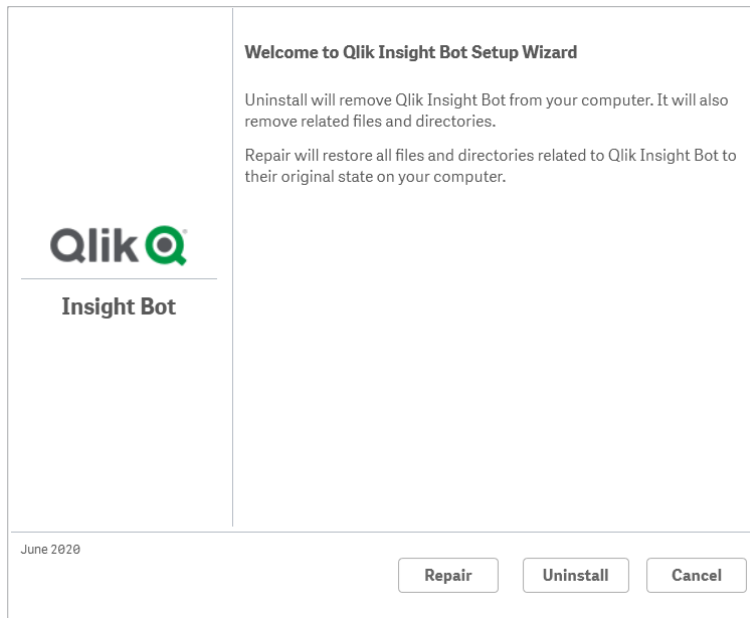 Welcome to Qlik Insight Bot Setup Wizard
Uninstall will remove Qlik Insight Bot from your computer. It will also
remove related files and directories.
Repair will restore all files and directories related to Qlik Insight Bot to
their original state on your computer.
Qlik
Insight Bot
June 2020
Repair
Uninstall
Cancel